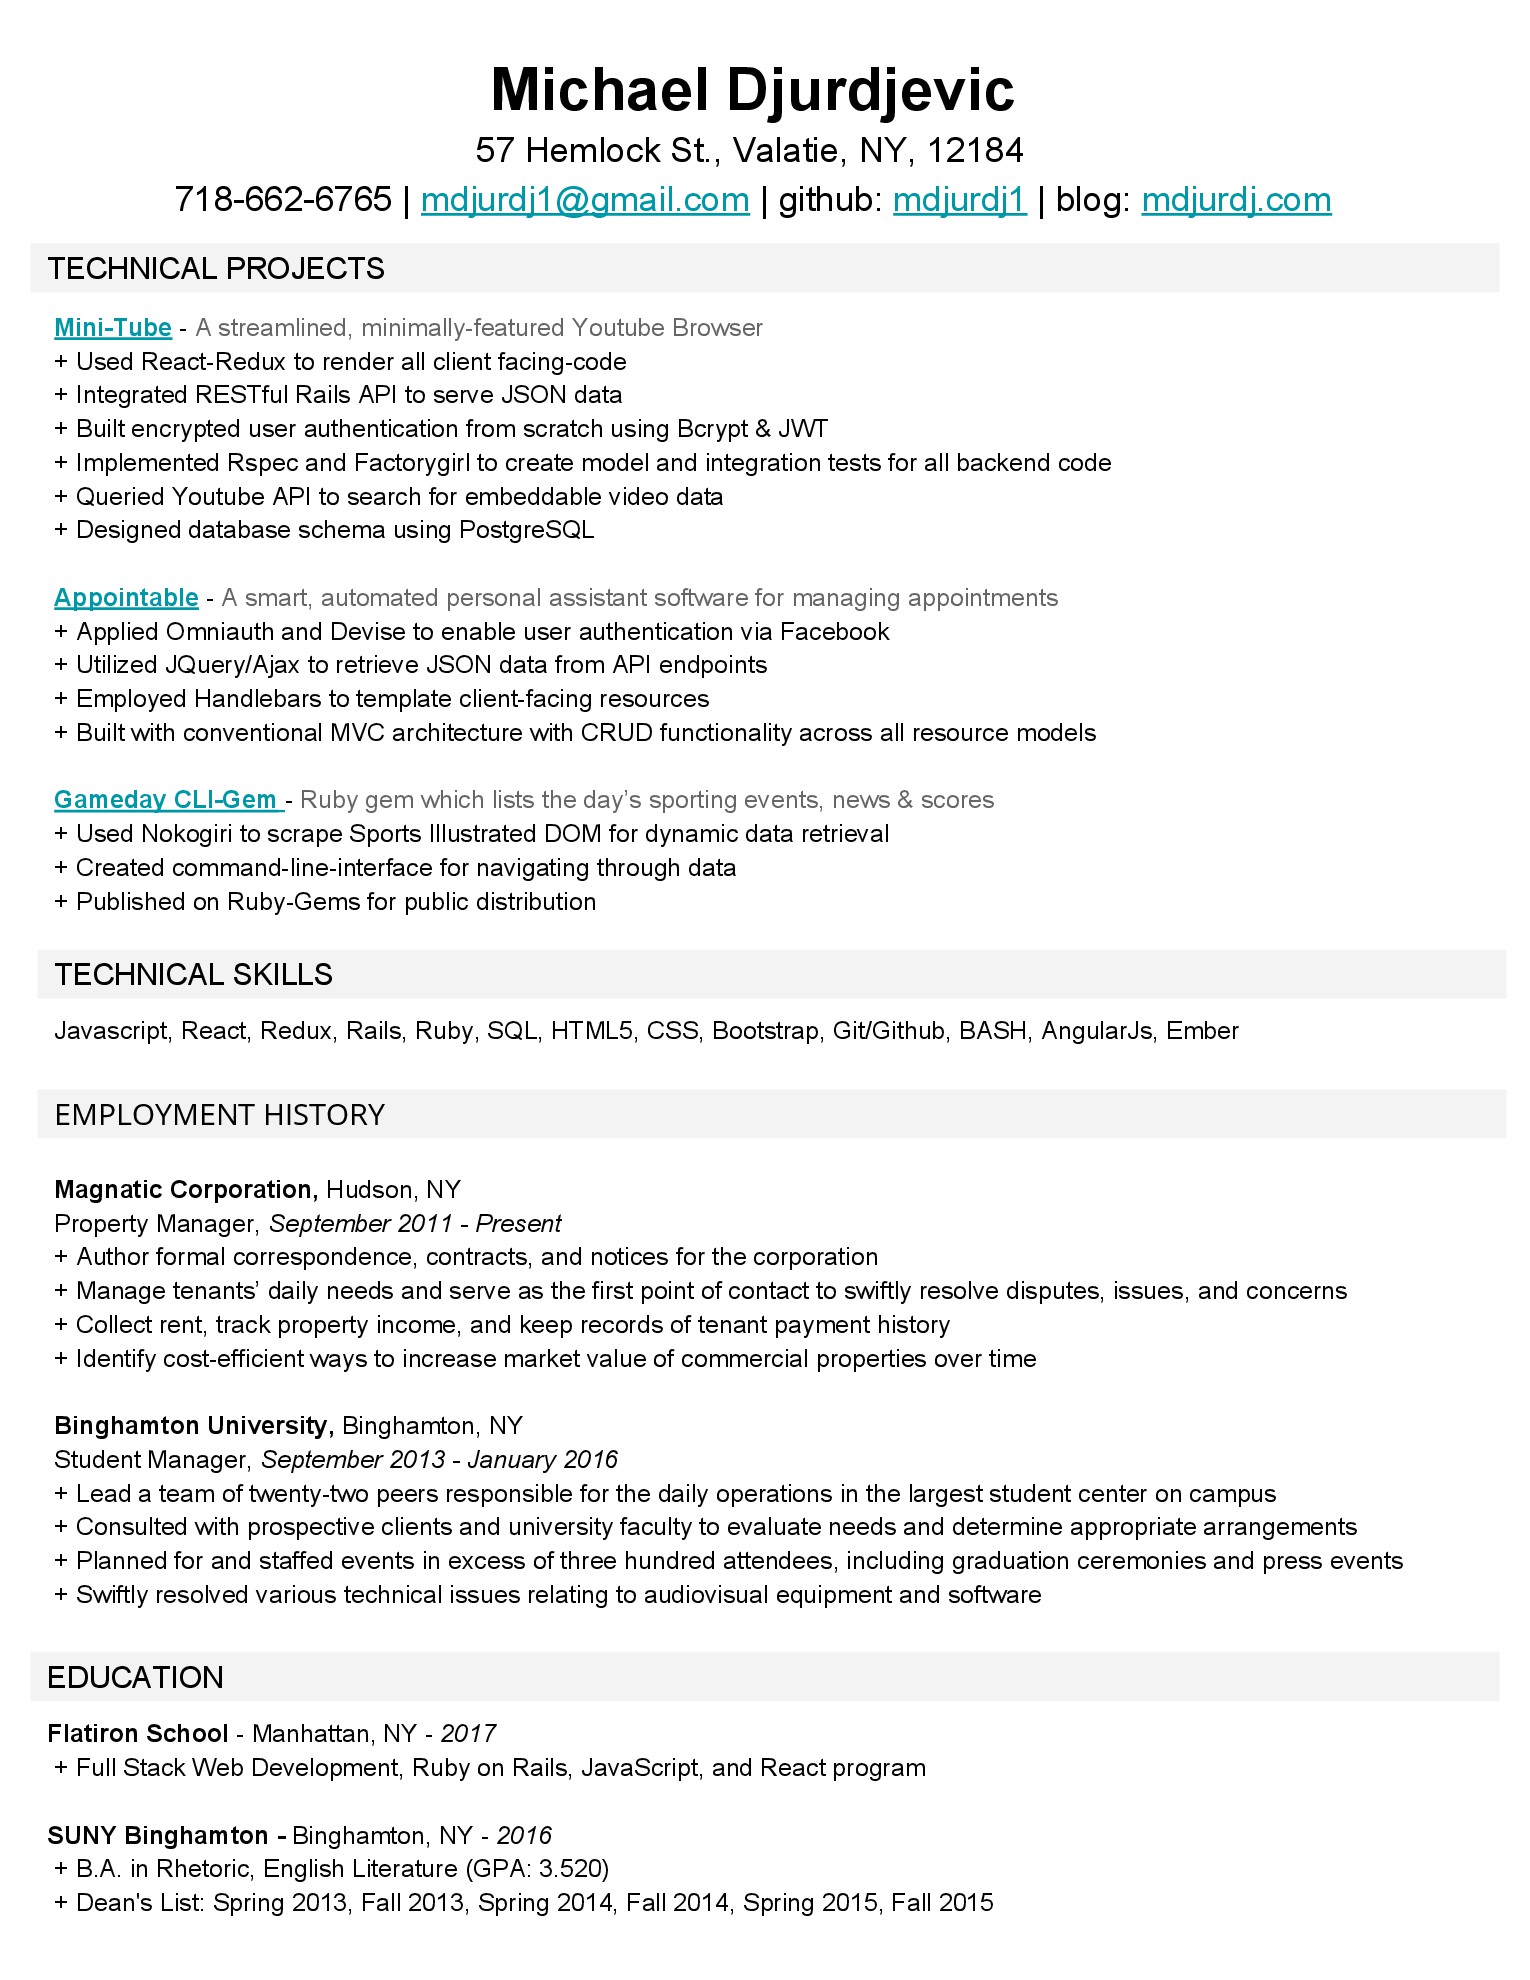 Michael Djurdjevic
57 Hemlock St., Valatie, NY, 12184
718-662-6765 | mdjurdj1@gmail.com | github: mdjurdj1 | blog: mdjurdj.com
TECHNICAL PROJECTS
Mini-Tube - A streamlined, minimally-featured Youtube Browser
+ Used React-Redux to render all client facing-code
+ Integrated RESTful Rails API to serve JSON data
+ Built encrypted user authentication from scratch using Bcrypt & JWT
+ Implemented Rspec and Factorygirl to create model and integration tests for all backend code
+ Queried Youtube API to search for embeddable video data
+ Designed database schema using PostgreSQL
Appointable - A smart, automated personal assistant software for managing appointments
+ Applied Omniauth and Devise to enable user authentication via Facebook
+ Utilized JQuery/Ajax to retrieve JSON data from API endpoints
+ Employed Handlebars to template client-facing resources
+ Built with conventional MVC architecture with CRUD functionality across all resource models
Gameday CLI-Gem - Ruby gem which lists the day’s sporting events, news & scores
+ Used Nokogiri to scrape Sports Illustrated DOM for dynamic data retrieval
+ Created command-line-interface for navigating through data
+ Published on Ruby-Gems for public distribution
TECHNICAL SKILLS
Javascript, React, Redux, Rails, Ruby, SQL, HTML5, CSS, Bootstrap, Git/Github, BASH, AngularJs, Ember
EMPLOYMENT HISTORY
Magnatic Corporation, Hudson, NY
Property Manager, September 2011 - Present
+ Author formal correspondence, contracts, and notices for the corporation
+ Manage tenants’ daily needs and serve as the first point of contact to swiftly resolve disputes, issues, and concerns
+ Collect rent, track property income, and keep records of tenant payment history
+ Identify cost-efficient ways to increase market value of commercial properties over time
Binghamton University, Binghamton, NY
Student Manager, September 2013 - January 2016
+ Lead a team of twenty-two peers responsible for the daily operations in the largest student center on campus
+ Consulted with prospective clients and university faculty to evaluate needs and determine appropriate arrangements
+ Planned for and staffed events in excess of three hundred attendees, including graduation ceremonies and press events
+ Swiftly resolved various technical issues relating to audiovisual equipment and software
EDUCATION
Flatiron School - Manhattan, NY - 2017
+ Full Stack Web Development, Ruby on Rails, JavaScript, and React program
SUNY Binghamton - Binghamton, NY - 2016
+ B.A. in Rhetoric, English Literature (GPA: 3.520)
+ Dean's List: Spring 2013, Fall 2013, Spring 2014, Fall 2014, Spring 2015, Fall 2015